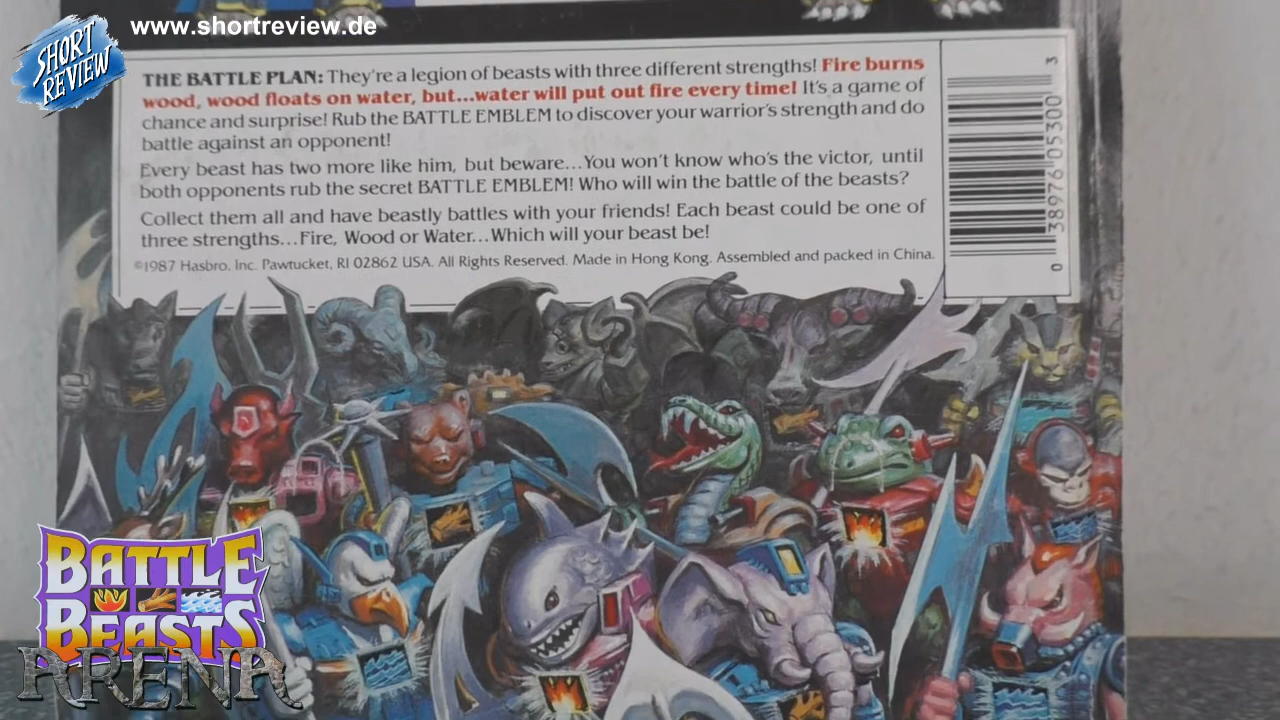 www.shortreview.de
SHORT
REVIEW
THE BATTLE PLAN: They're a legion of beasts with three different strengths! Fire burns
wood, wood floats on water, but...water will put out fire every time! It's a game of
chance and surprise! Rub the BATTLE EMBLEM to discover your warrior's strength and do
battle against an opponent!
Every beast has two more like him, but beware...You won't know who's the victor, until
both opponents rub the secret BATTLE EMBLEM! Who will win the battle of the beasts?
Collect them all and have beastly battles with your friends! Each beast could be one of
three strengths...Fire, Wood or Water...Which will your beast be!
©1987 Hasbro, Inc. Pawtucket, RI 02862 USA. All Rights Reserved. Made in Hong Kong. Assembled and packed in China.
0 38976 05300 3
BATTLE
BEASTS
ARENA